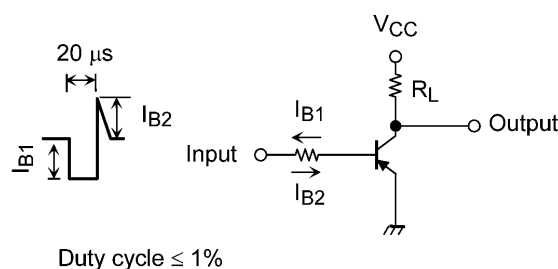 20 μs
I_B1
I_B2
V_CC
R_L
I_B1
Input
I_B2
Output
Duty cycle ≤ 1%